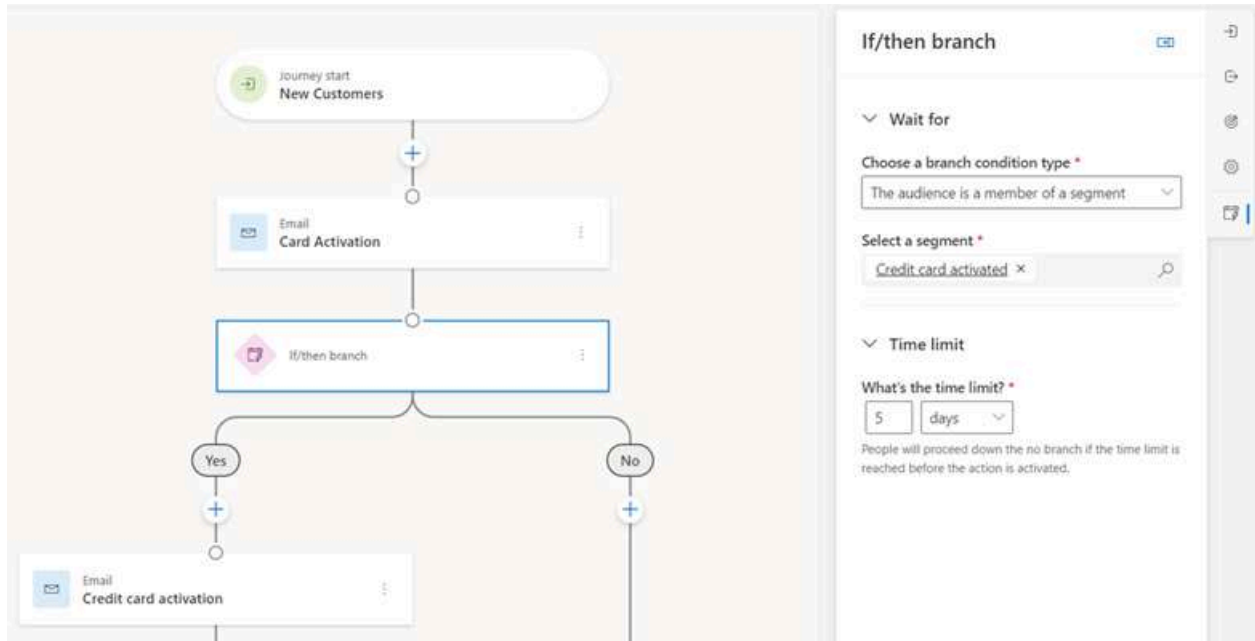 Journey start
New Customers
Email
Card Activation
If/then branch
Yes
No
Email
Credit card activation
If/then branch
Wait for
Choose a branch condition type *
The audience is a member of a segment
Select a segment *
Credit card activated ×
Time limit
What's the time limit? *
5 days
People will proceed down the no branch if the time limit is
reached before the action is activated.